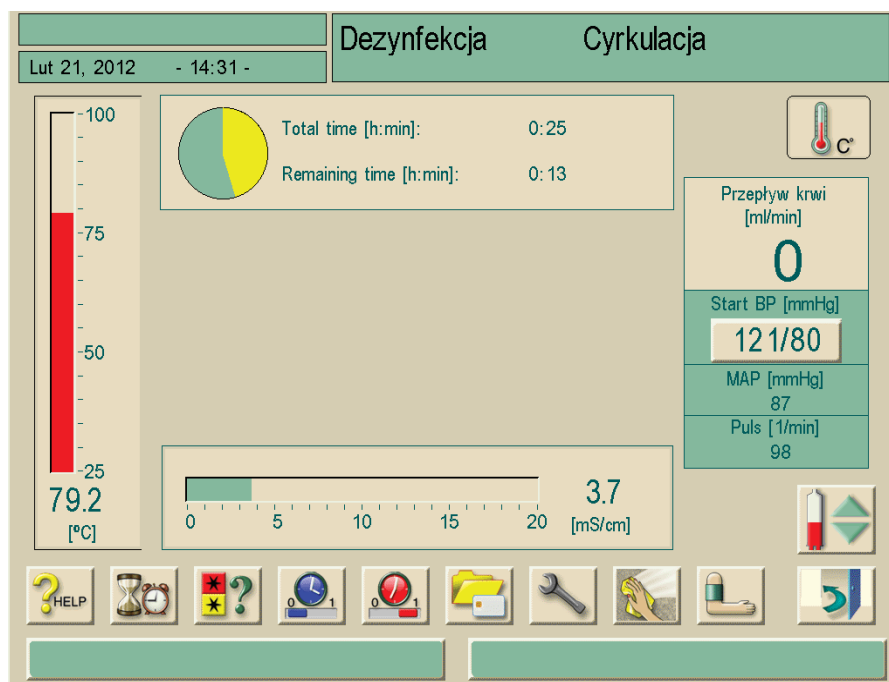 Dezynfekcja Cyrkulacja
Lut 21, 2012 - 14:31 -
100
75
50
25
79.2
[°C]
Total time [h:min]: 0:25
Remaining time [h:min]: 0:13
C°
Przepływ krwi
[ml/min]
0
Start BP [mmHg]
121/80
MAP [mmHg]
87
Puls [1/min]
98
0 5 10 15 20
3.7
[mS/cm]
? HELP
?
0 1
0 1